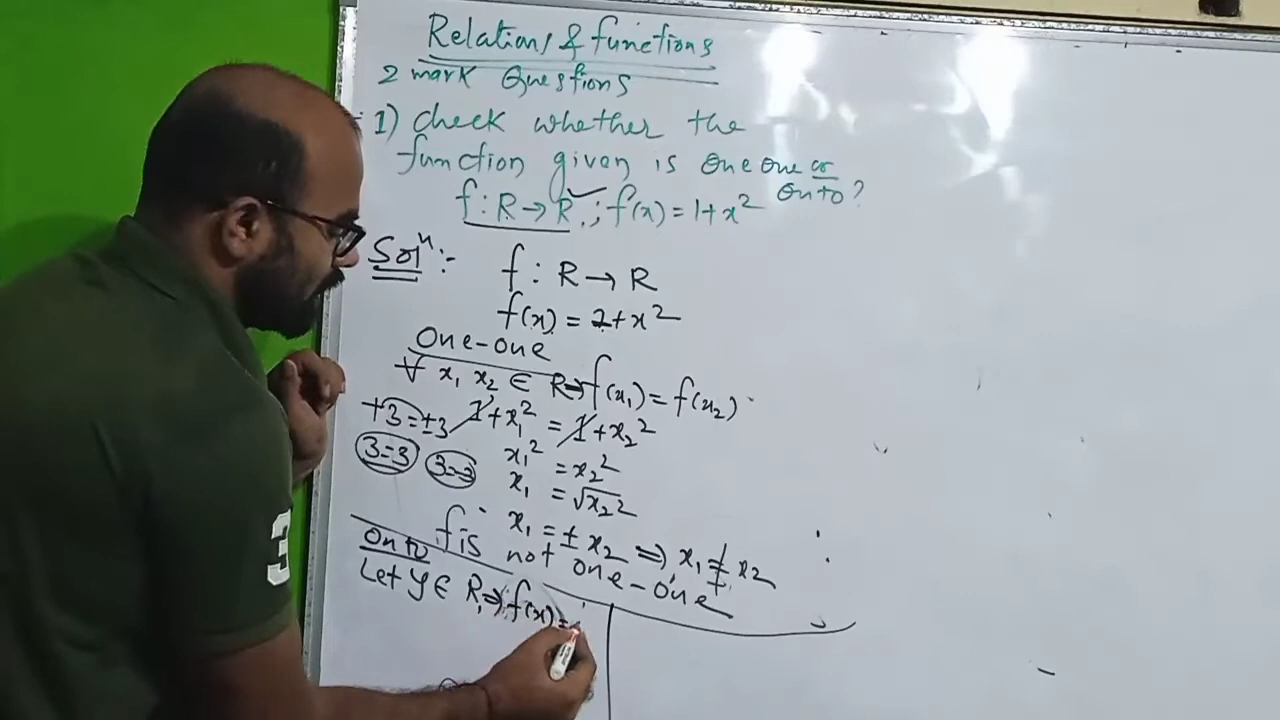 Relations & functions
2 mark Questions
1) Check whether the
function given is one one or
onto?
f : R → R ; f(x) = 1+x²
Solⁿ :-
f : R → R
f(x) = 2+x²
One-one
∀ x₁ x₂ ∈ R ⇒ f(x₁) = f(x₂)
+3=±3
1+x₁² = 1+x₂²
3=3
x₁² = x₂²
x₁ = √x₂²
x₁ = ± x₂ ⇒ x₁ ≠ x₂
f is not one-one
Onto
Let y ∈ R, ⇒ f(x) =
3